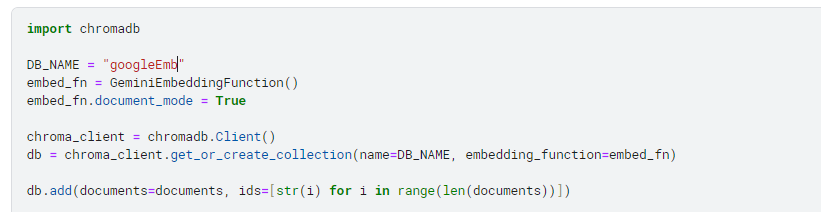 import chromadb
DB_NAME = "googleEmb"
embed_fn = GeminiEmbeddingFunction()
embed_fn.document_mode = True
chroma_client = chromadb.Client()
db = chroma_client.get_or_create_collection(name=DB_NAME, embedding_function=embed_fn)
db.add(documents=documents, ids=[str(i) for i in range(len(documents))])